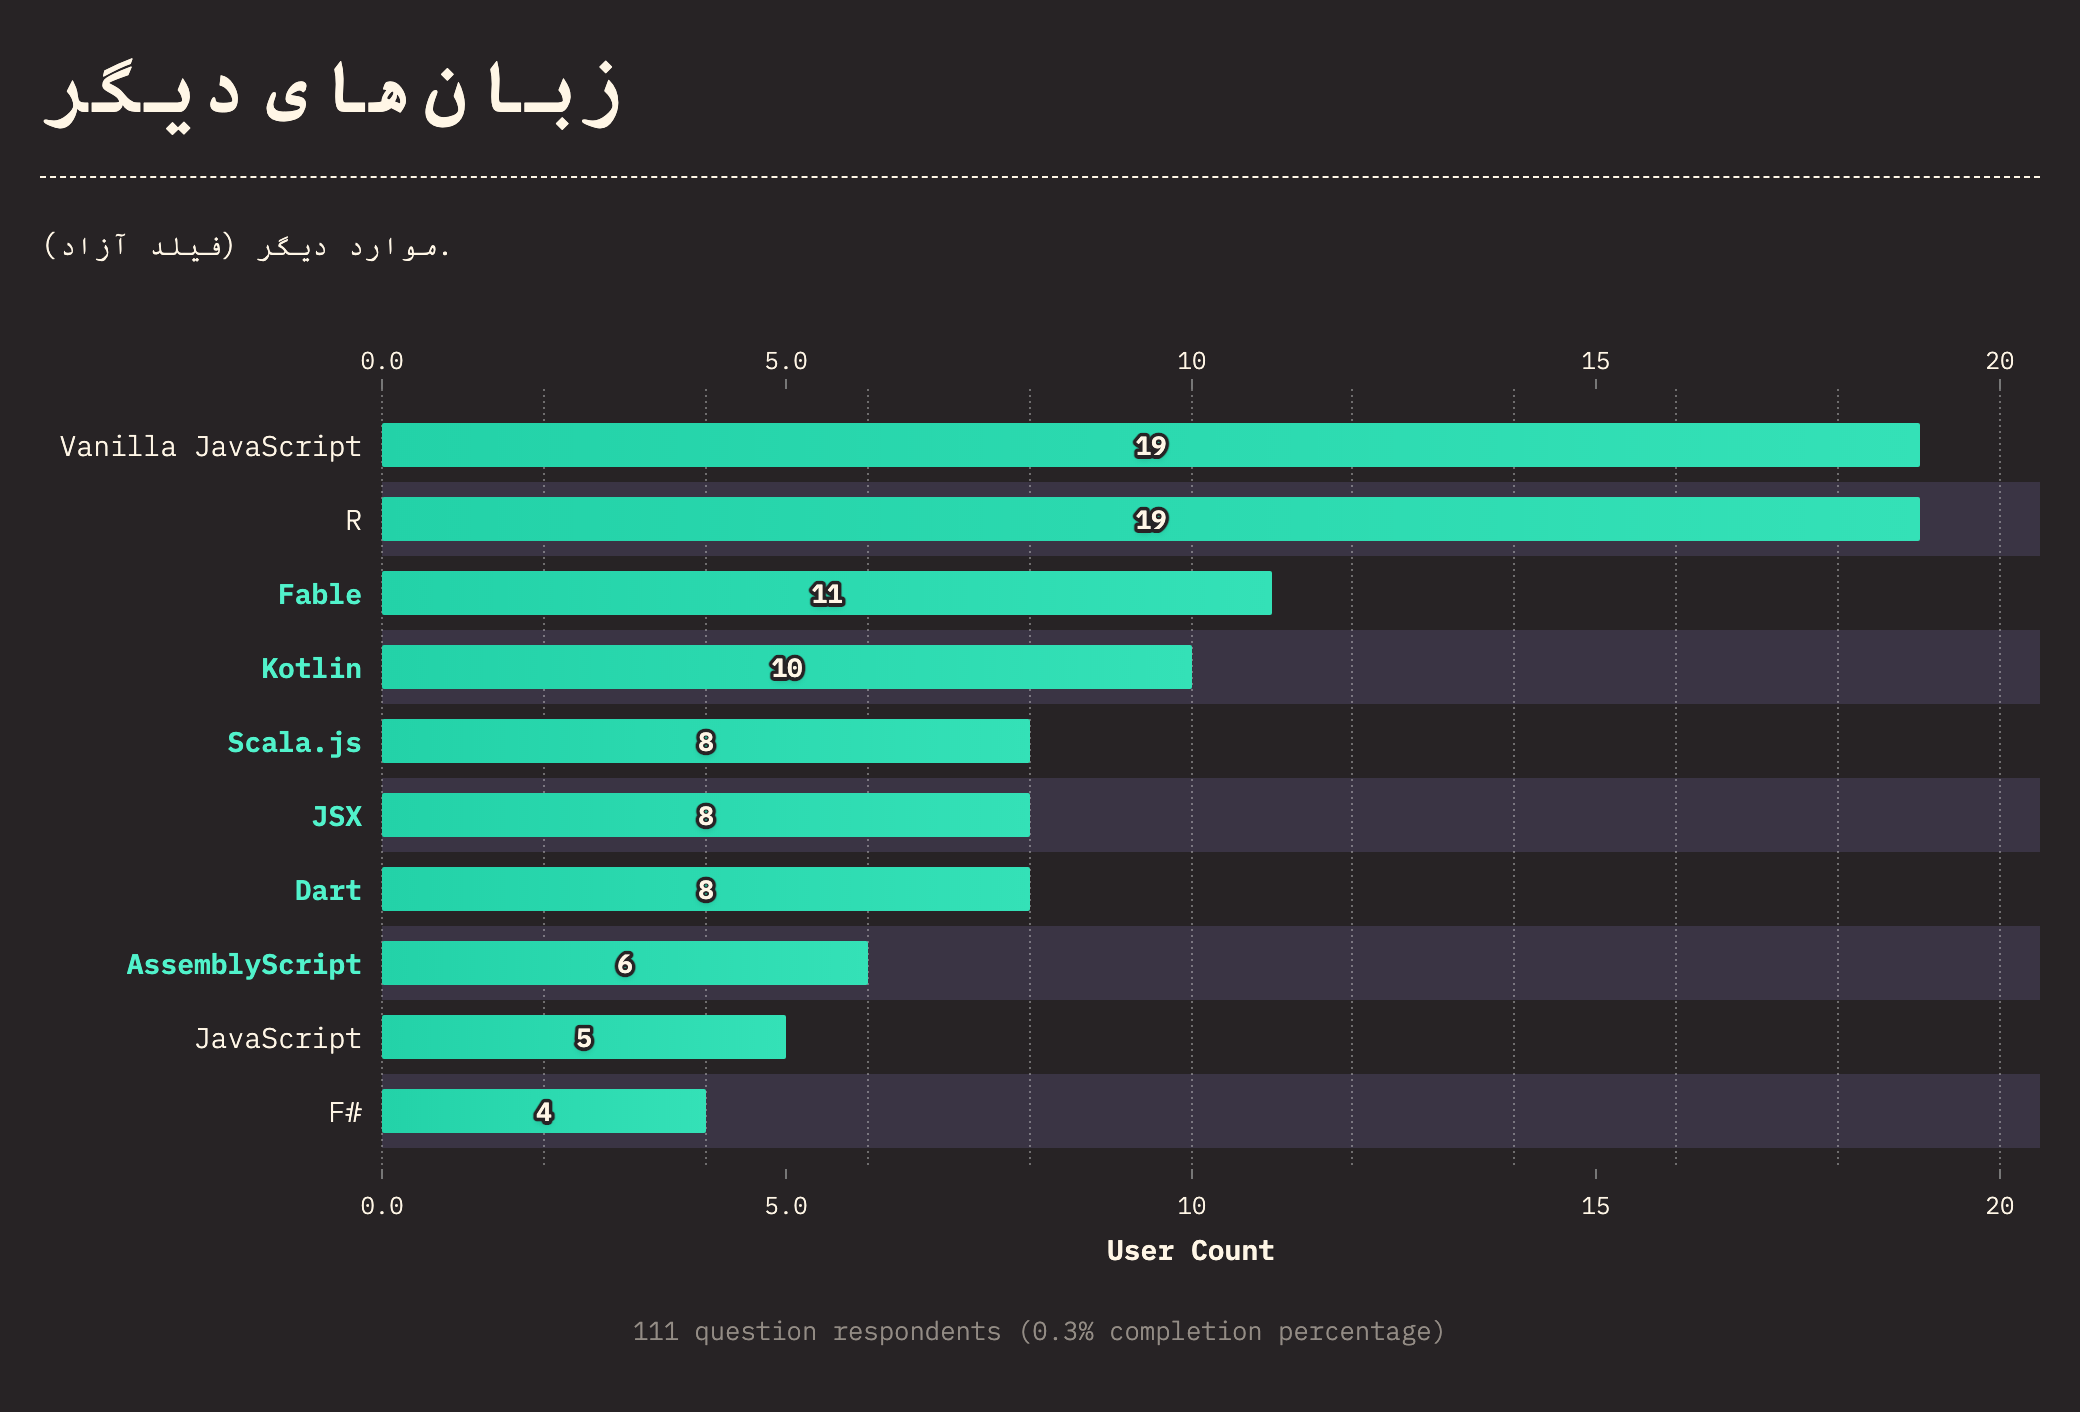 زبان‌های دیگر
موارد دیگر (فیلد آزاد).
0.0 5.0 10 15 20
Vanilla JavaScript 19
R 19
Fable 11
Kotlin 10
Scala.js 8
JSX 8
Dart 8
AssemblyScript 6
JavaScript 5
F# 4
0.0 5.0 10 15 20
User Count
111 question respondents (0.3% completion percentage)